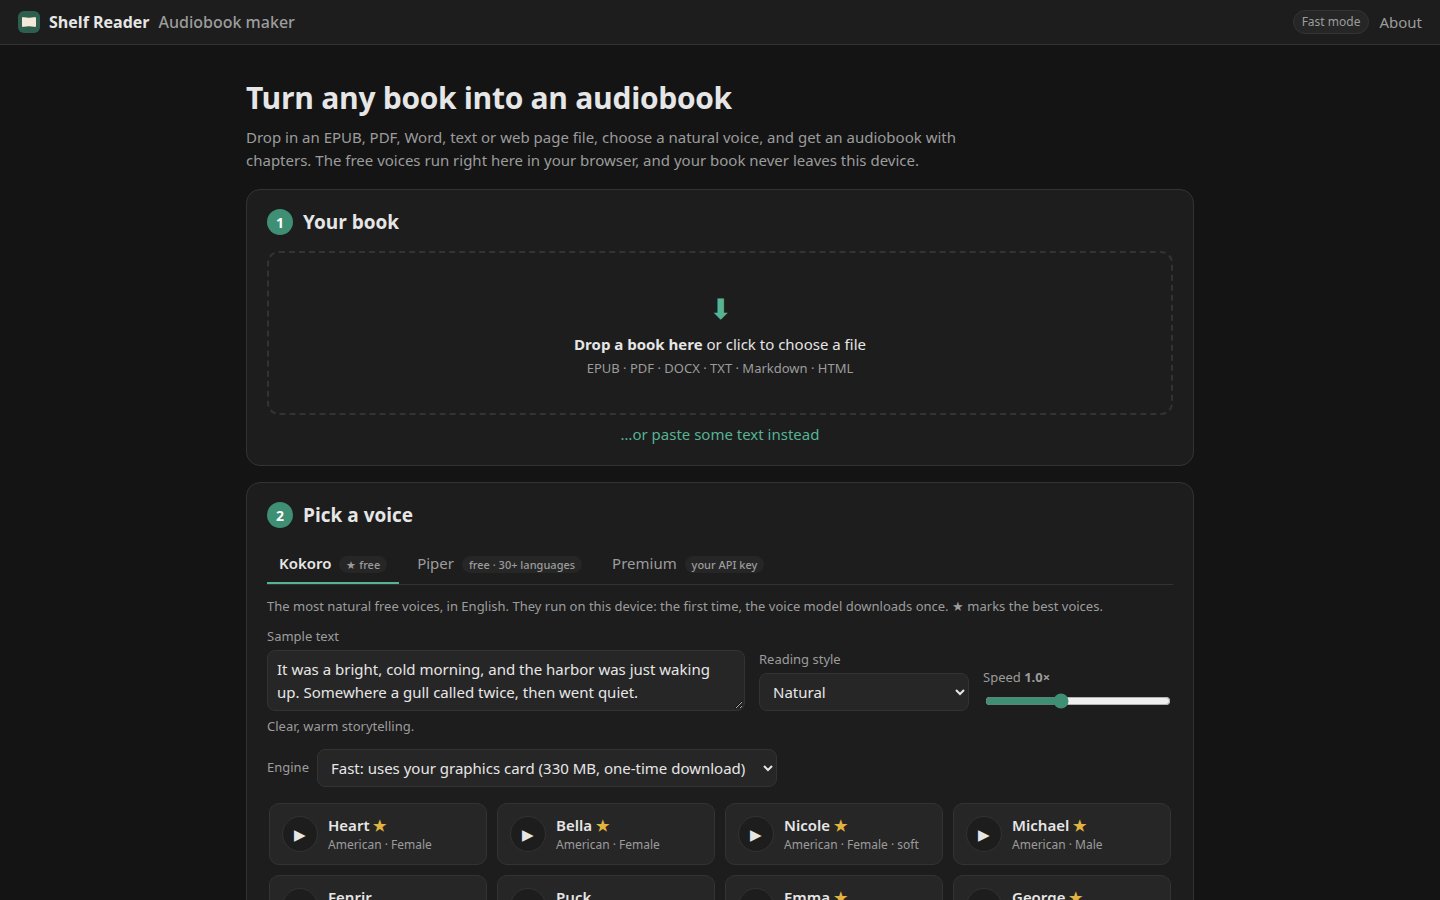 Shelf Reader Audiobook maker
Fast mode About
Turn any book into an audiobook
Drop in an EPUB, PDF, Word, text or web page file, choose a natural voice, and get an audiobook with
chapters. The free voices run right here in your browser, and your book never leaves this device.
1 Your book
Drop a book here or click to choose a file
EPUB · PDF · DOCX · TXT · Markdown · HTML
...or paste some text instead
2 Pick a voice
Kokoro ★ free Piper free · 30+ languages Premium your API key
The most natural free voices, in English. They run on this device: the first time, the voice model downloads once. ★ marks the best voices.
Sample text
It was a bright, cold morning, and the harbor was just waking
up. Somewhere a gull called twice, then went quiet.
Reading style
Natural
Speed 1.0×
Clear, warm storytelling.
Engine Fast: uses your graphics card (330 MB, one-time download)
Heart ★
American · Female
Bella ★
American · Female
Nicole ★
American · Female · soft
Michael ★
American · Male
Fenrir
Puck
Emma ★
George ★